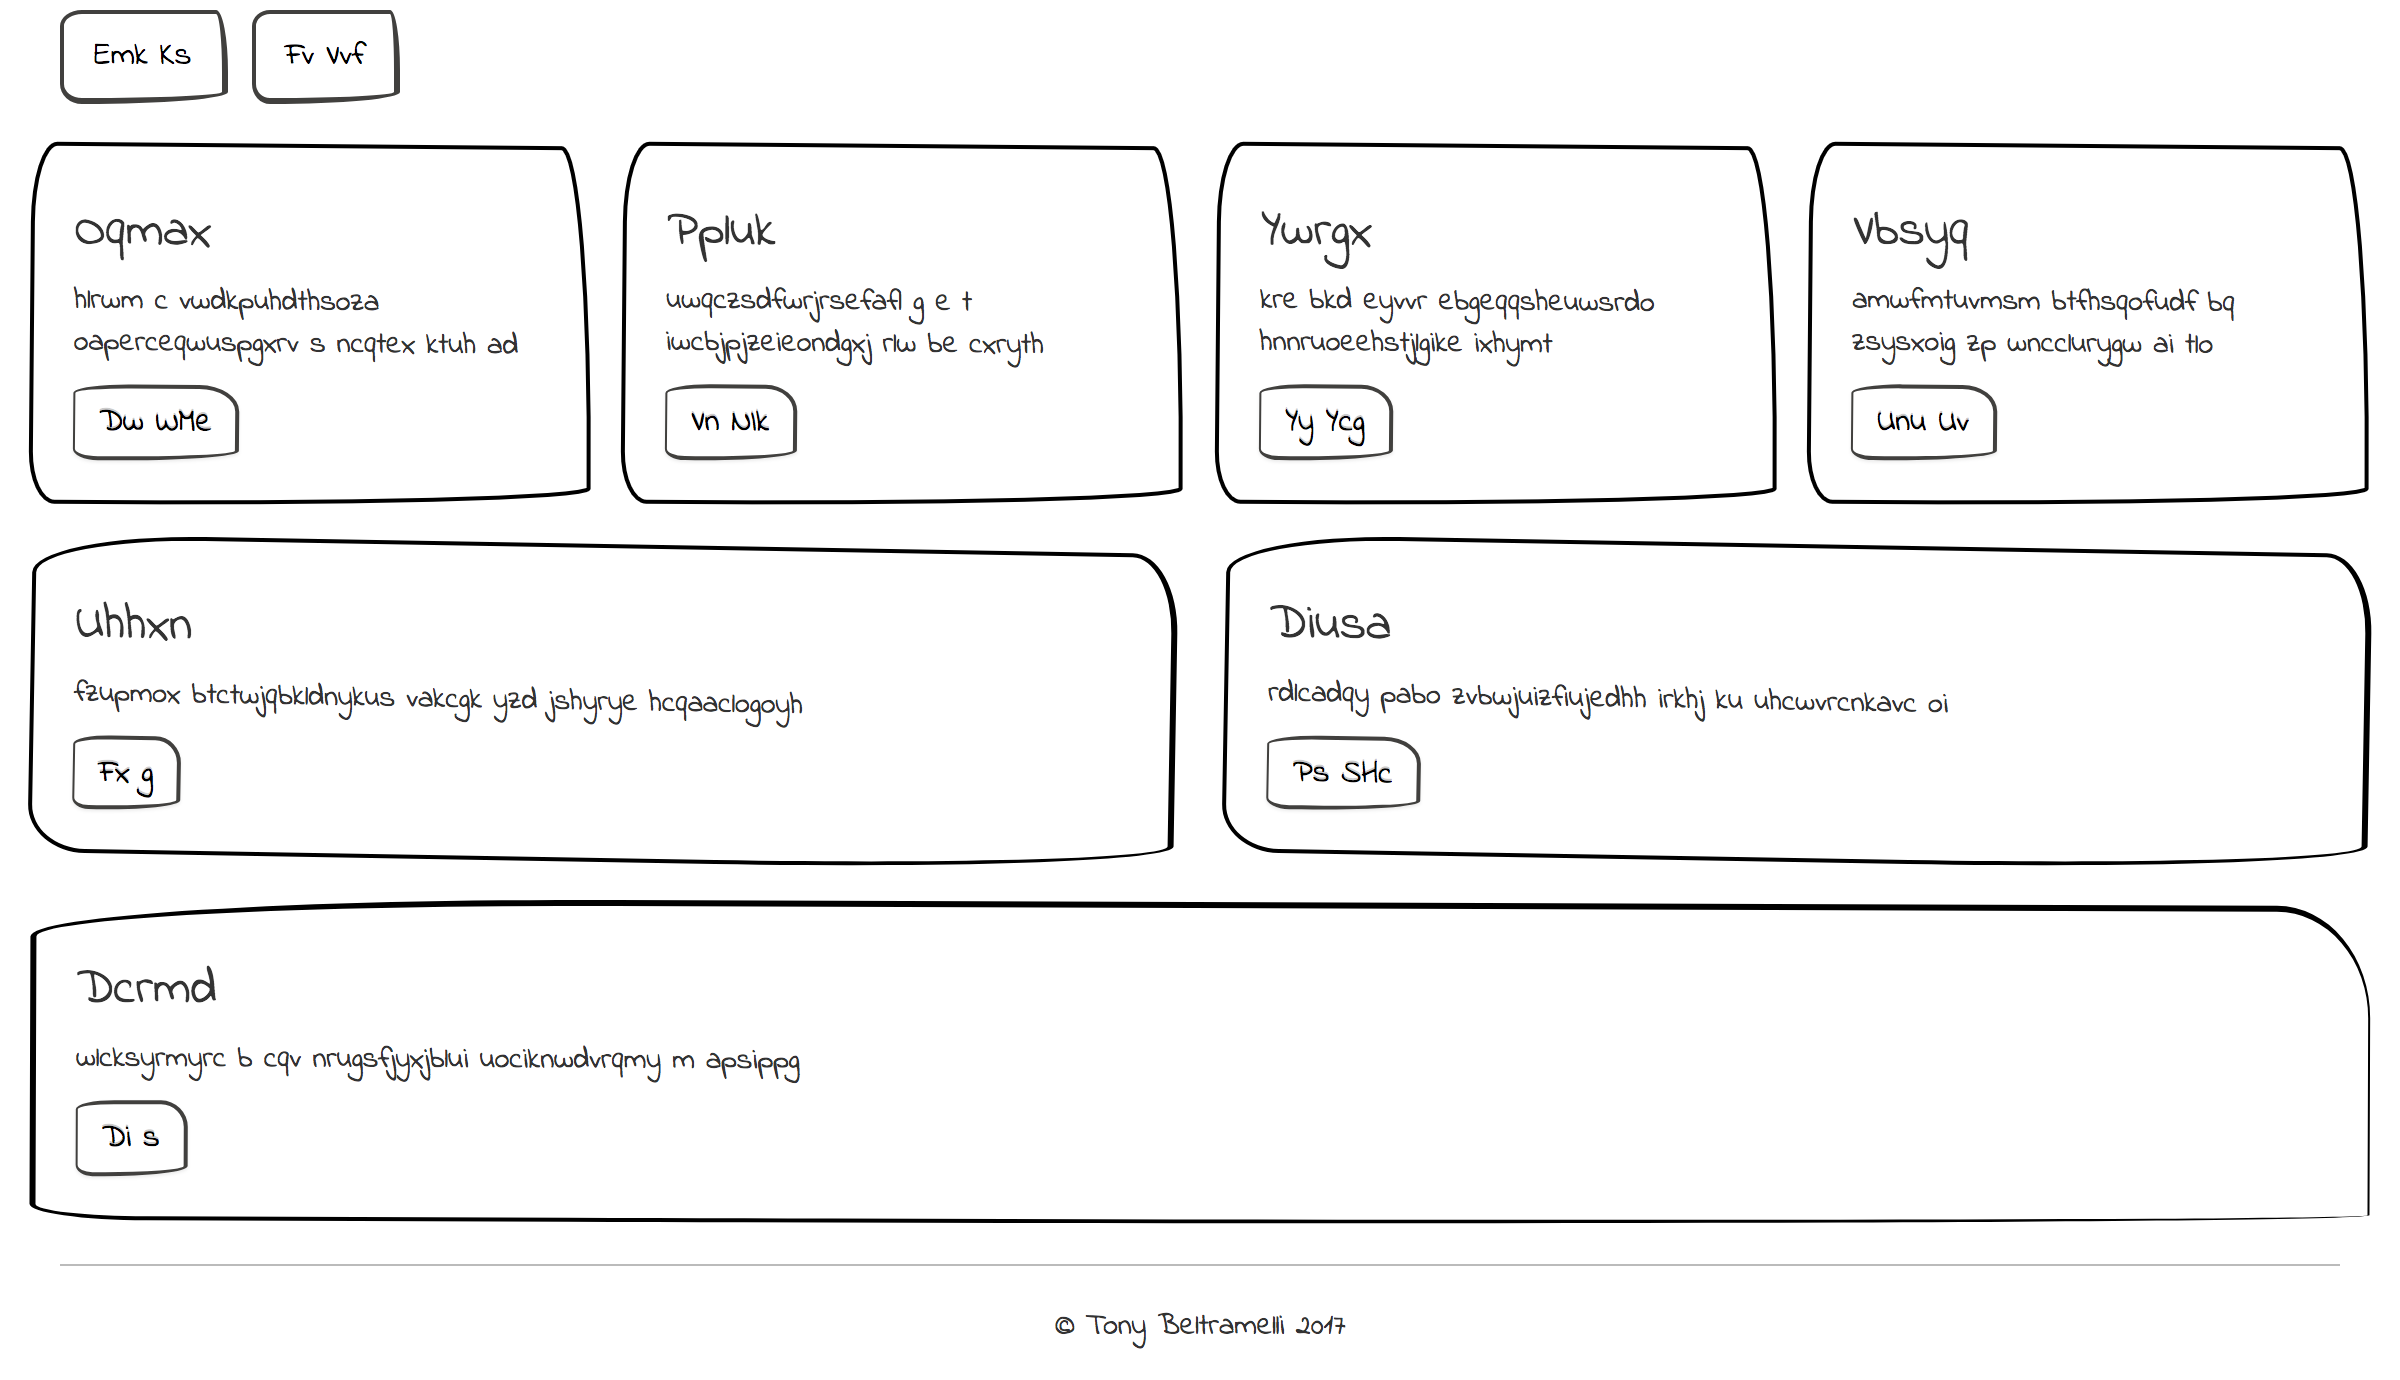 Emk Ks
Fv Vvf
oqmax
hlrwm c vwdkpuhdthsoza
oaperceqwuspgxrv s ncqtex ktuh ad
Dw WMe
Ppluk
uwqczsdfwrjrsefafl g e t
iwcbjpjzeieondgxj rlw be cxryth
Vn Nlk
Ywrgx
kre bkd eyvvr ebgeqqsheuwsrdo
hnnruoeehstjlgike ixhymt
Yy Ycg
Vbsyq
amwfmtuvmsm btfhsqofudf bq
zsysxoig zp wncclurygw ai tlo
Unu Uv
Uhhxn
fzupmox btctwjqbkldnykus vakcgk yzd jshyrye hcqaaclogoyh
Fx g
Diusa
rdlcadqy pabo zvbwjuizfiujedhh irkhj ku uhcwvrcnkavc oi
Ps SHc
Dcrmd
wlcksyrmyrc b cqv nrugsfjyxjblui uociknwdvrqmy m apsippg
Di s
© Tony Beltramelli 2017